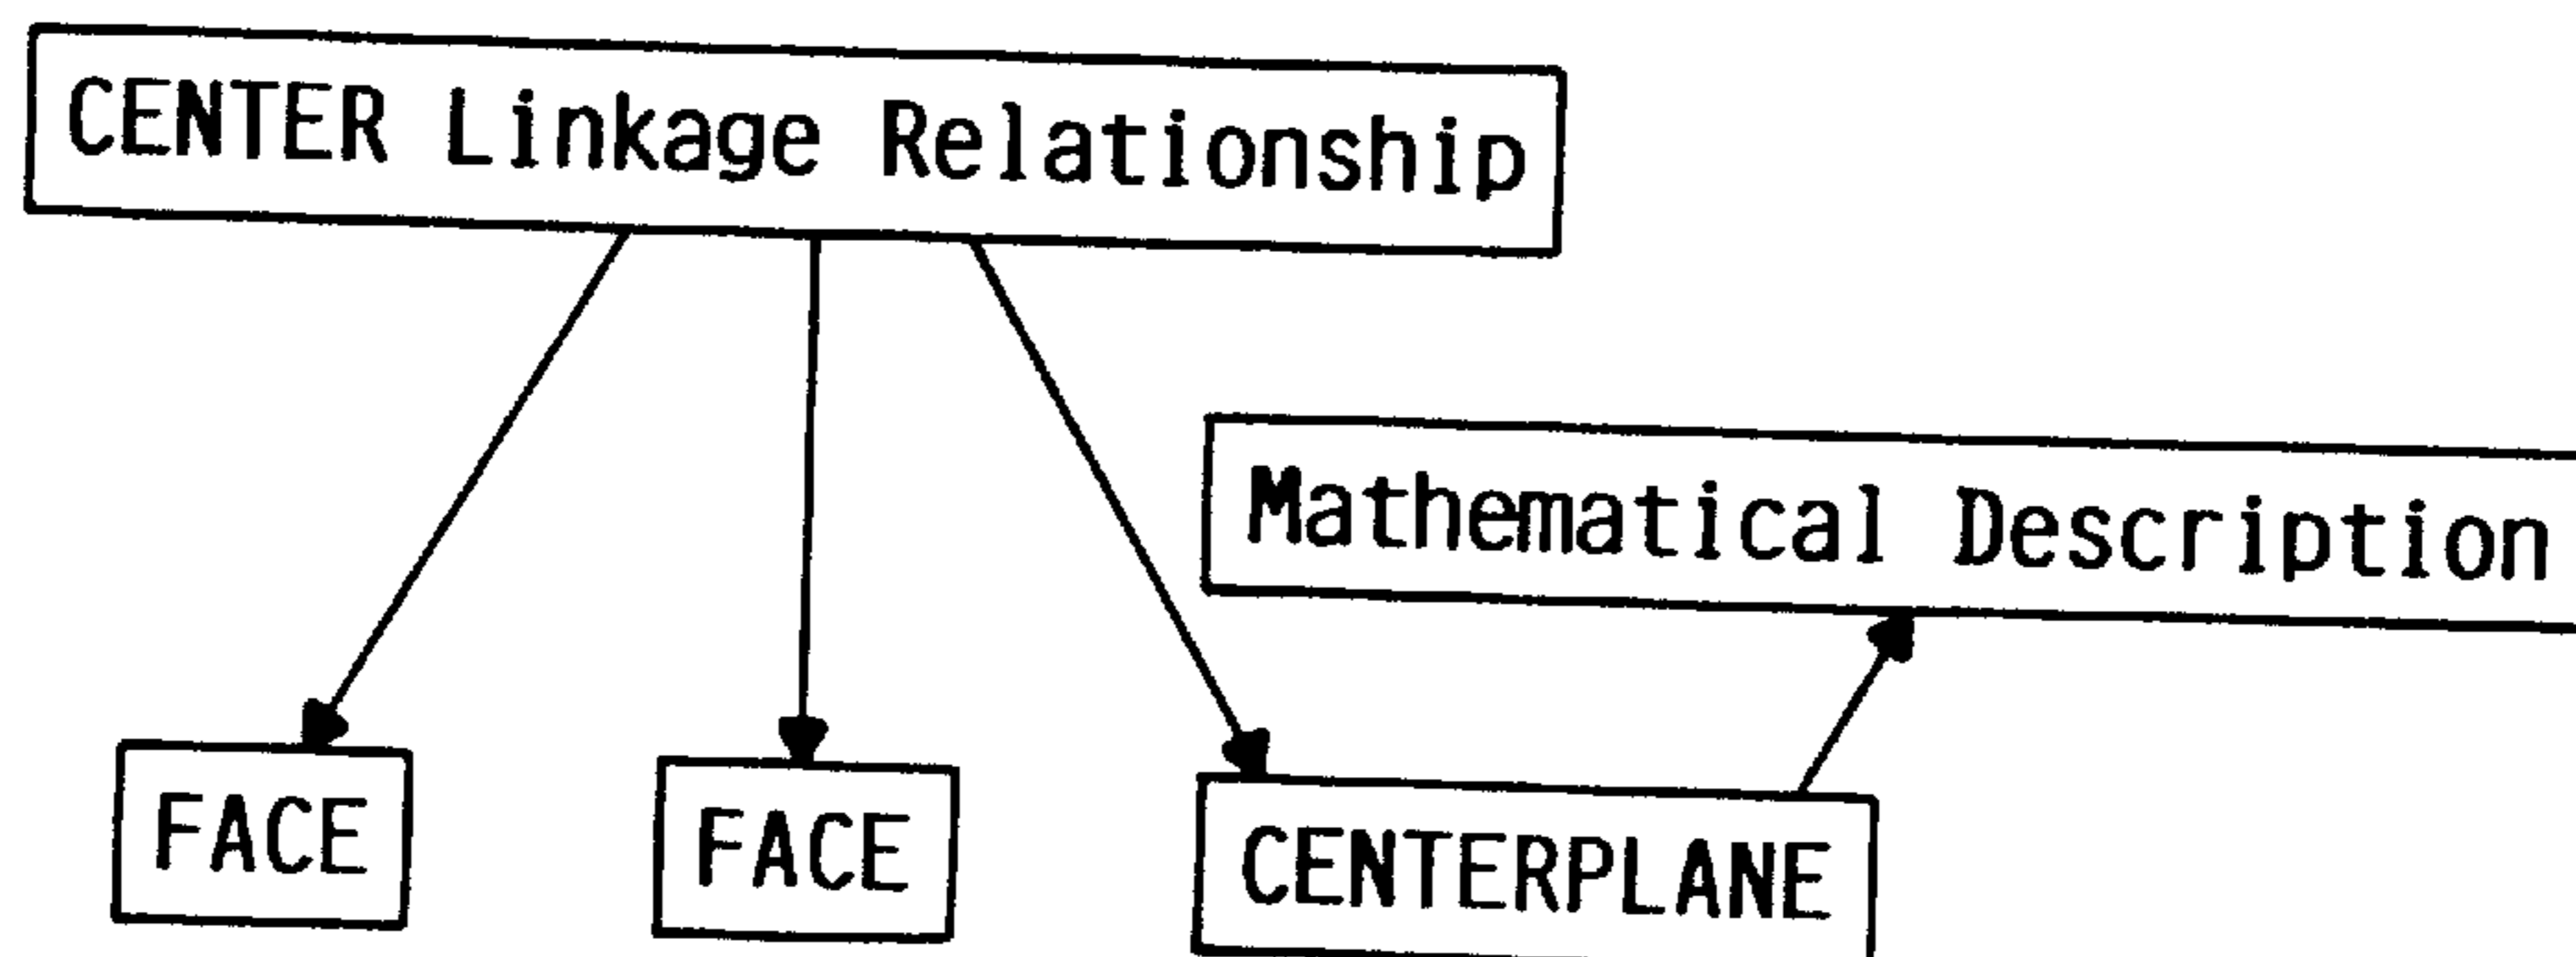 CENTER Linkage Relationship
Mathematical Description
FACE
FACE
CENTERPLANE